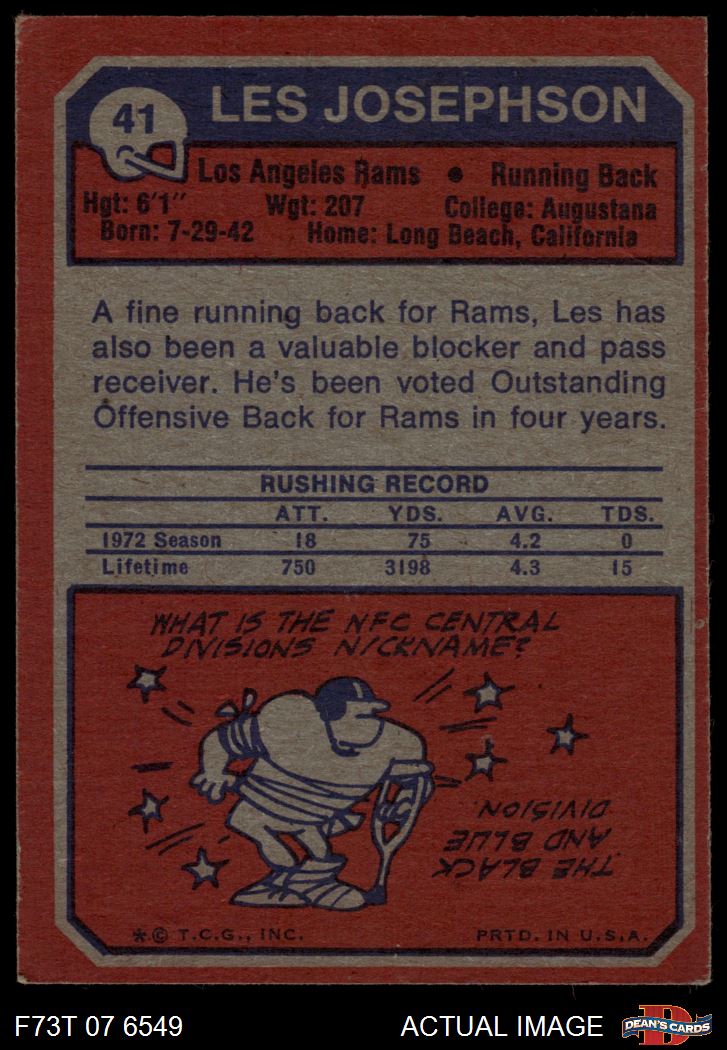 41
LES JOSEPHSON
Los Angeles Rams • Running Back
Hgt: 6'1" Wgt: 207 College: Augustana
Born: 7-29-42 Home: Long Beach, California
A fine running back for Rams, Les has
also been a valuable blocker and pass
receiver. He's been voted Outstanding
Offensive Back for Rams in four years.
RUSHING RECORD
ATT. YDS. AVG. TDS.
1972 Season 18 75 4.2 0
Lifetime 750 3198 4.3 15
WHAT IS THE NFC CENTRAL
DIVISIONS NICKNAME?
THE BLACK
AND BLUE
DIVISION.
*© T.C.G., INC. PRTD. IN U.S.A.
F73T 07 6549 ACTUAL IMAGE
D
DEAN'S CARDS